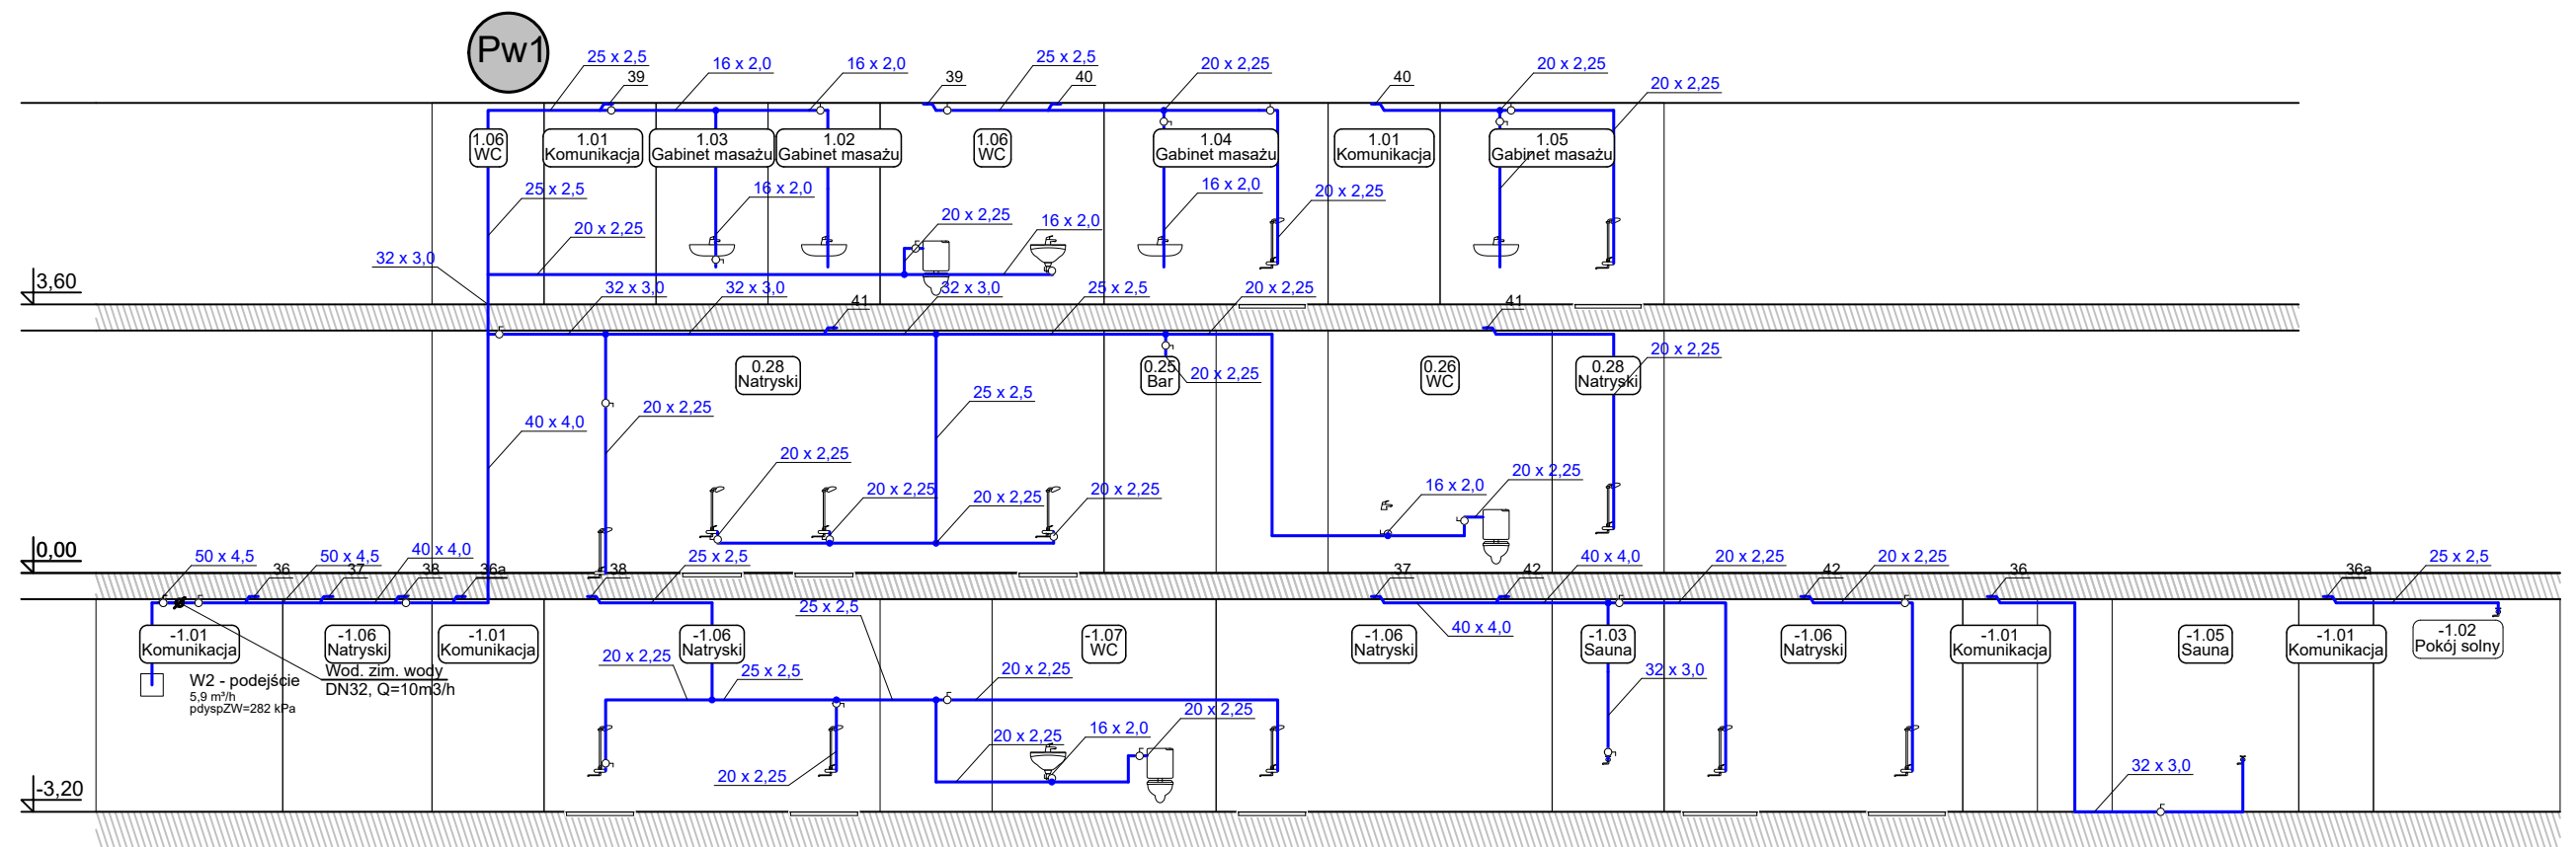 Pw1
25 x 2,5
39
16 x 2,0
16 x 2,0
39
25 x 2,5
40
20 x 2,25
40
20 x 2,25
20 x 2,25
1.06
WC
1.01
Komunikacja
1.03
Gabinet masażu
1.02
Gabinet masażu
1.06
WC
1.04
Gabinet masażu
1.01
Komunikacja
1.05
Gabinet masażu
25 x 2,5
16 x 2,0
16 x 2,0
20 x 2,25
20 x 2,25
20 x 2,25
16 x 2,0
32 x 3,0
3,60
32 x 3,0
32 x 3,0
41
32 x 3,0
25 x 2,5
20 x 2,25
41
0.28
Natryski
0.25
Bar
20 x 2,25
0.26
WC
0.28
Natryski
20 x 2,25
40 x 4,0
20 x 2,25
25 x 2,5
20 x 2,25
20 x 2,25
20 x 2,25
20 x 2,25
16 x 2,0
20 x 2,25
0,00
50 x 4,5
36
50 x 4,5
37
40 x 4,0
38
36a
38
25 x 2,5
37
42
40 x 4,0
20 x 2,25
42
20 x 2,25
36
36a
25 x 2,5
25 x 2,5
40 x 4,0
-1.01
Komunikacja
-1.06
Natryski
-1.01
Komunikacja
-1.06
Natryski
-1.07
WC
-1.06
Natryski
-1.03
Sauna
-1.06
Natryski
-1.01
Komunikacja
-1.05
Sauna
-1.01
Komunikacja
-1.02
Pokój solny
W2 - podejście
5,9 m³/h
pdyspZW=282 kPa
Wod. zim. wody
DN32, Q=10m3/h
20 x 2,25
25 x 2,5
20 x 2,25
32 x 3,0
20 x 2,25
20 x 2,25
16 x 2,0
20 x 2,25
32 x 3,0
-3,20